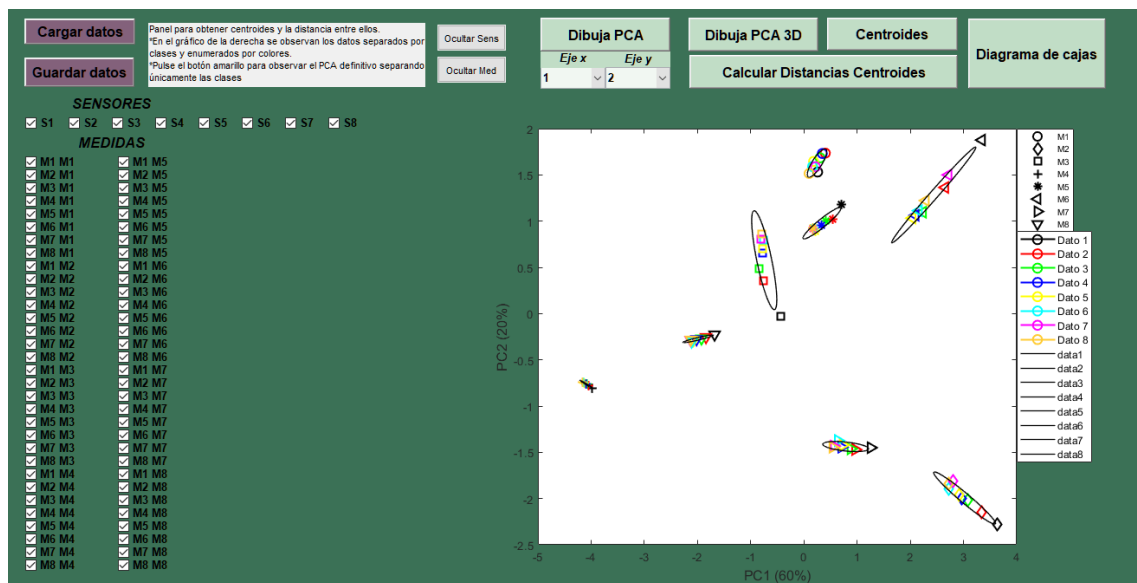 Cargar datos
Guardar datos
Panel para obtener centroides y la distancia entre ellos.
*En el gráfico de la derecha se observan los datos separados por
clases y enumerados por colores.
*Pulse el botón amarillo para observar el PCA definitivo separando
únicamente las clases
Ocultar Sens
Ocultar Med
Dibuja PCA
Eje x Eje y
1 2
Dibuja PCA 3D
Centroides
Calcular Distancias Centroides
Diagrama de cajas
SENSORES
S1 S2 S3 S4 S5 S6 S7 S8
MEDIDAS
M1 M1 M1 M5
M2 M1 M2 M5
M3 M1 M3 M5
M4 M1 M4 M5
M5 M1 M5 M5
M6 M1 M6 M5
M7 M1 M7 M5
M8 M1 M8 M5
M1 M2 M1 M6
M2 M2 M2 M6
M3 M2 M3 M6
M4 M2 M4 M6
M5 M2 M5 M6
M6 M2 M6 M6
M7 M2 M7 M6
M8 M2 M8 M6
M1 M3 M1 M7
M2 M3 M2 M7
M3 M3 M3 M7
M4 M3 M4 M7
M5 M3 M5 M7
M6 M3 M6 M7
M7 M3 M7 M7
M8 M3 M8 M7
M1 M4 M1 M8
M2 M4 M2 M8
M3 M4 M3 M8
M4 M4 M4 M8
M5 M4 M5 M8
M6 M4 M6 M8
M7 M4 M7 M8
M8 M4 M8 M8
PC2 (20%)
2
1.5
1
0.5
0
-0.5
-1
-1.5
-2
-2.5
-5 -4 -3 -2 -1 0 1 2 3 4
PC1 (60%)
M1
M2
M3
M4
M5
M6
M7
M8
Dato 1
Dato 2
Dato 3
Dato 4
Dato 5
Dato 6
Dato 7
Dato 8
data1
data2
data3
data4
data5
data6
data7
data8